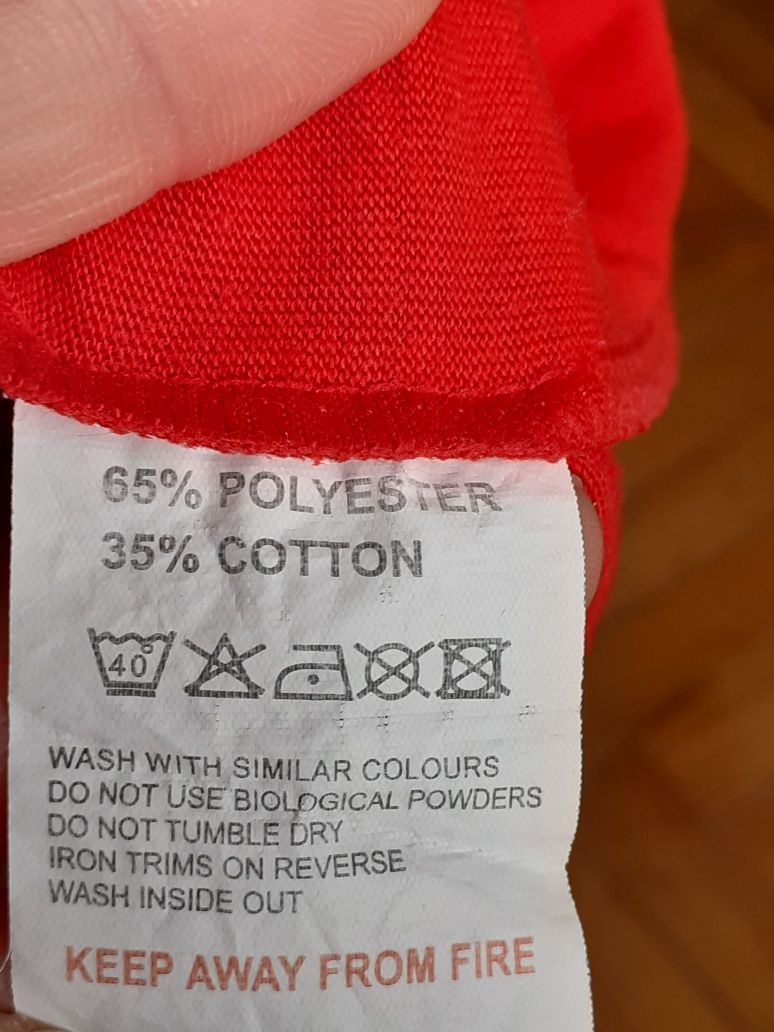 65% POLYESTER
35% COTTON
40°
WASH WITH SIMILAR COLOURS
DO NOT USE BIOLOGICAL POWDERS
DO NOT TUMBLE DRY
IRON TRIMS ON REVERSE
WASH INSIDE OUT
KEEP AWAY FROM FIRE